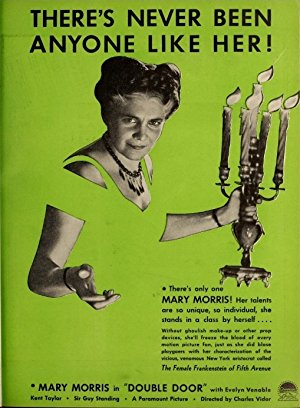 THERE'S NEVER BEEN
ANYONE LIKE HER!
• There's only one
MARY MORRIS! Her talents
are so unique, so individual, she
stands in a class by herself ....
Without ghoulish make-up or other prop
devices, she'll freeze the blood of every
motion picture fan, just as she did blase
playgoers with her characterization of the
vicious, venomous New York aristocrat called
The Female Frankenstein of Fifth Avenue
• MARY MORRIS in "DOUBLE DOOR" with Evelyn Venable
Kent Taylor • Sir Guy Standing • A Paramount Picture • Directed by Charles Vidor